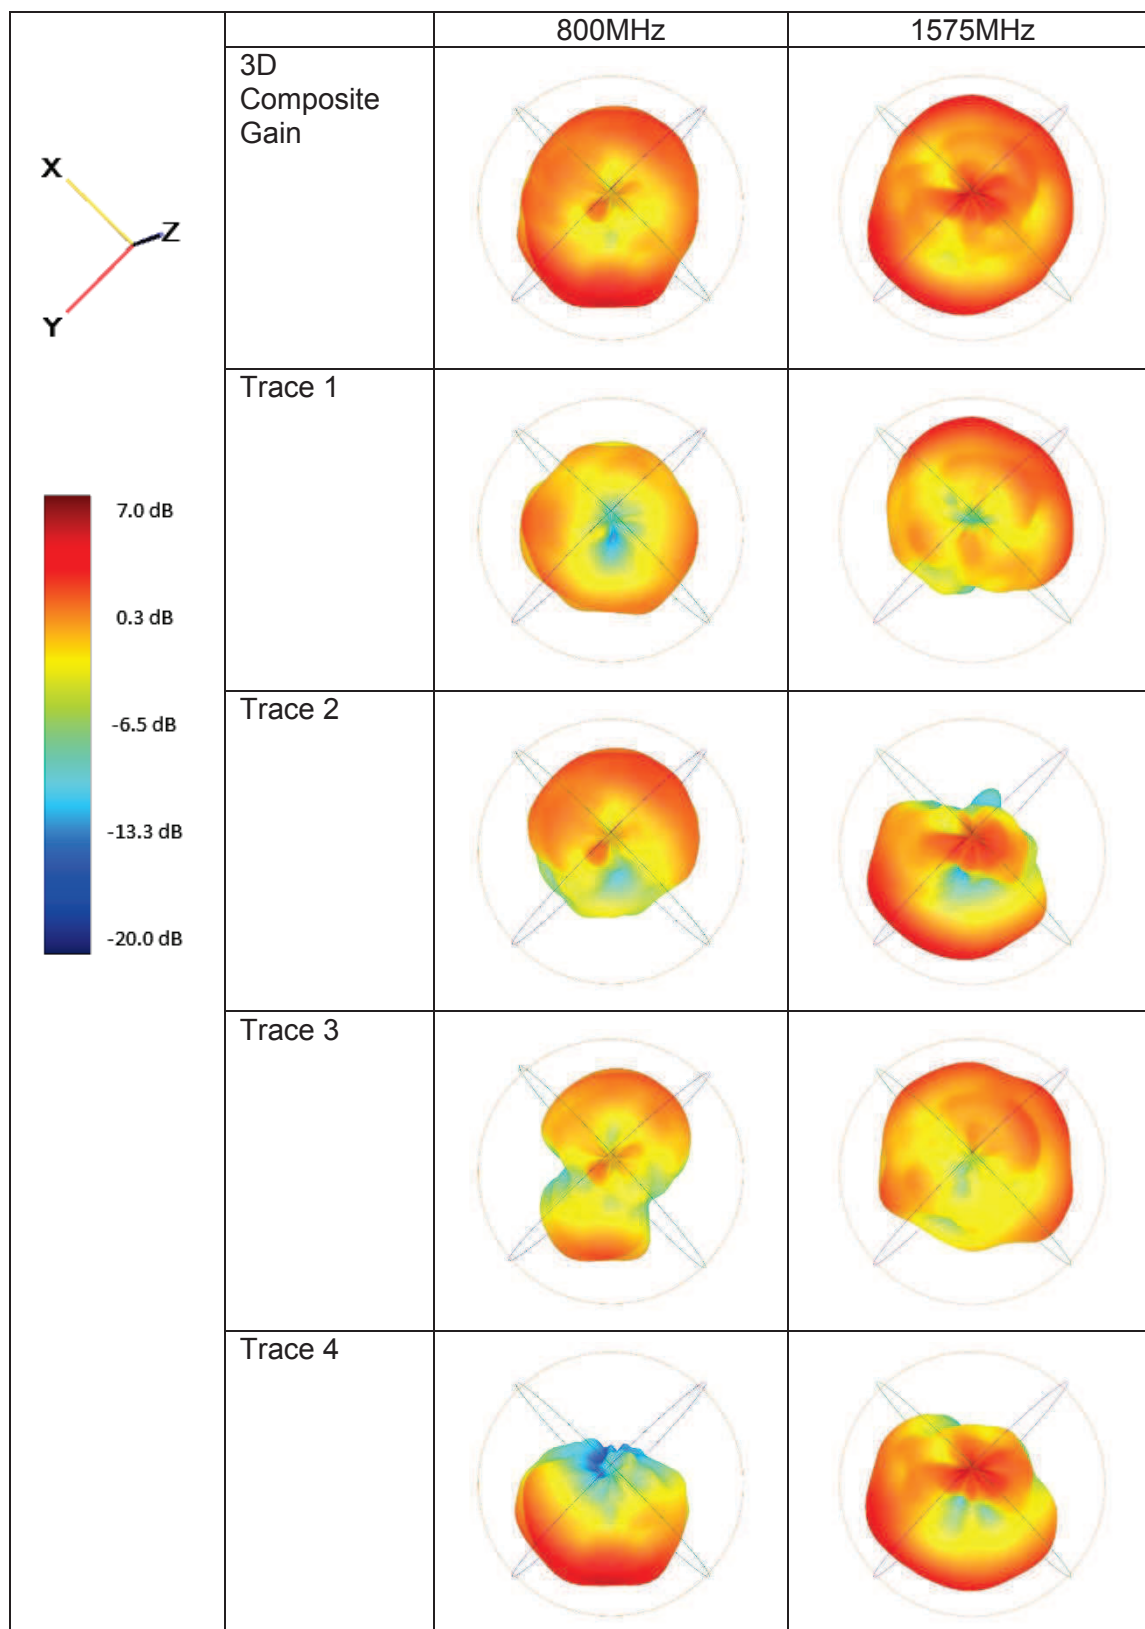 800MHz 1575MHz
3D
Composite
Gain
X
Z
Y
Trace 1
7.0 dB
0.3 dB
-6.5 dB
-13.3 dB
-20.0 dB
Trace 2
Trace 3
Trace 4